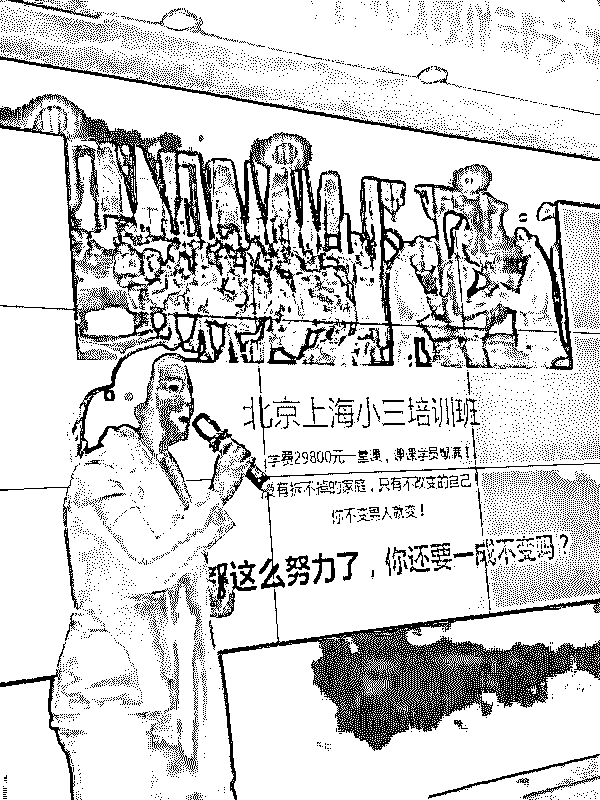 北京上海小三培训班
学费29800元一堂课，课课学员爆满！
没有拆不掉的家庭，只有不改变的自己
你不变男人就变！
都这么努力了，你还要一成不变吗？